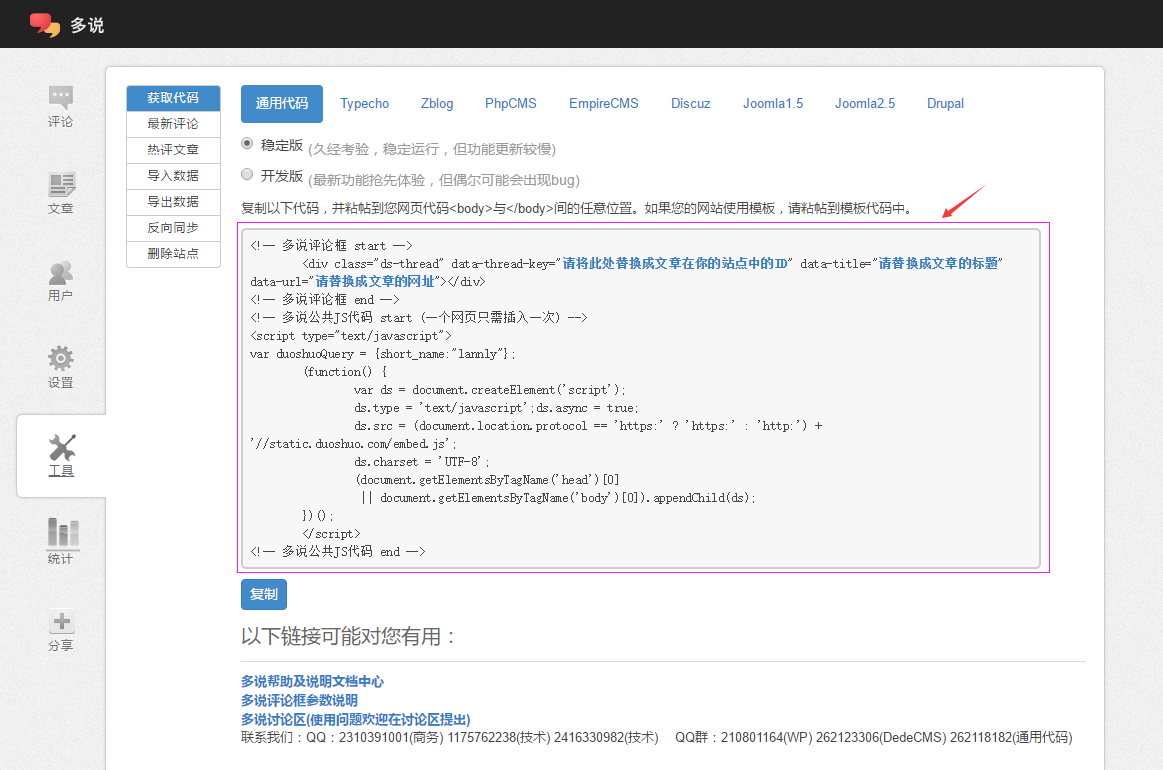 多说
评论
文章
用户
设置
工具
统计
分享
获取代码
最新评论
热评文章
导入数据
导出数据
反向同步
删除站点
通用代码 Typecho Zblog PhpCMS EmpireCMS Discuz Joomla1.5 Joomla2.5 Drupal
稳定版 (久经考验，稳定运行，但功能更新较慢)
开发版 (最新功能抢先体验，但偶尔可能会出现bug)
复制以下代码，并粘帖到您网页代码<body>与</body>间的任意位置。如果您的网站使用模板，请粘帖到模板代码中。
<!-- 多说评论框 start -->
<div class="ds-thread" data-thread-key="请将此处替换成文章在你的站点中的ID" data-title="请替换成文章的标题"
data-url="请替换成文章的网址"></div>
<!-- 多说评论框 end -->
<!-- 多说公共JS代码 start (一个网页只需插入一次) -->
<script type="text/javascript">
var duoshuoQuery = {short_name:"lannly"};
(function() {
var ds = document.createElement('script');
ds.type = 'text/javascript';ds.async = true;
ds.src = (document.location.protocol == 'https:' ? 'https:' : 'http:') +
'//static.duoshuo.com/embed.js';
ds.charset = 'UTF-8';
(document.getElementsByTagName('head')[0]
|| document.getElementsByTagName('body')[0]).appendChild(ds);
})();
</script>
<!-- 多说公共JS代码 end -->
复制
以下链接可能对您有用：
多说帮助及说明文档中心
多说评论框参数说明
多说讨论区(使用问题欢迎在讨论区提出)
联系我们：QQ：2310391001(商务) 1175762238(技术) 2416330982(技术) QQ群：210801164(WP) 262123306(DedeCMS) 262118182(通用代码)